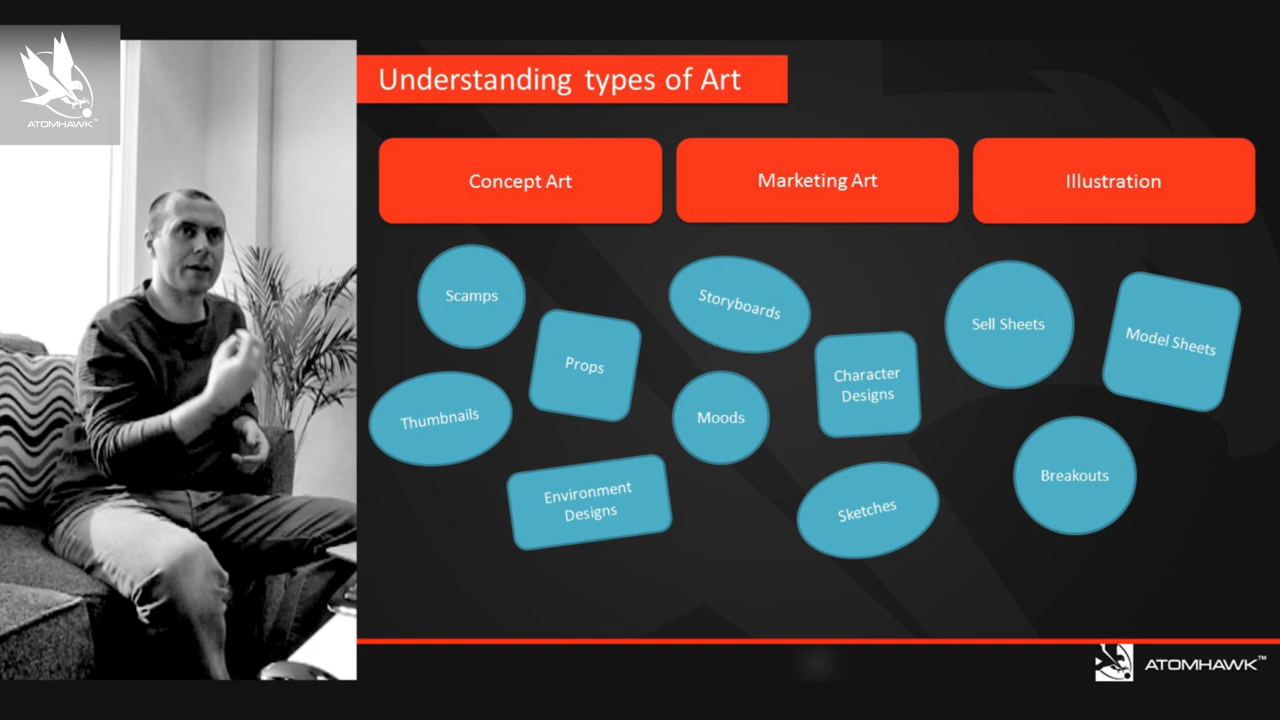 ATOMHAWK™
Understanding types of Art
Concept Art
Marketing Art
Illustration
Scamps
Props
Thumbnails
Environment
Designs
Storyboards
Moods
Character
Designs
Sketches
Sell Sheets
Model Sheets
Breakouts
ATOMHAWK™